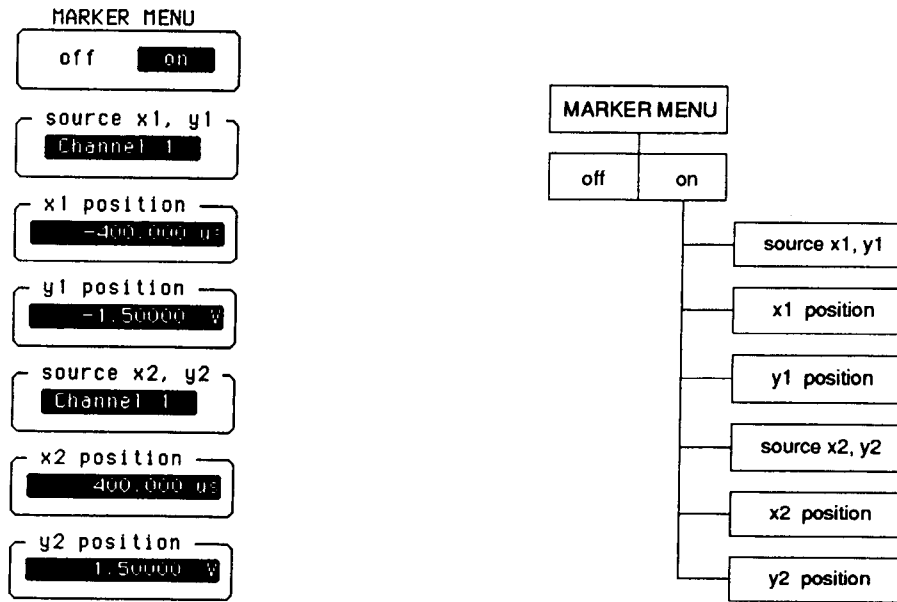 MARKER MENU
off on
source x1, y1
Channel 1
x1 position
-400.000 us
y1 position
-1.50000 V
source x2, y2
Channel 1
x2 position
400.000 us
y2 position
1.50000 V
MARKER MENU
off on
source x1, y1
x1 position
y1 position
source x2, y2
x2 position
y2 position